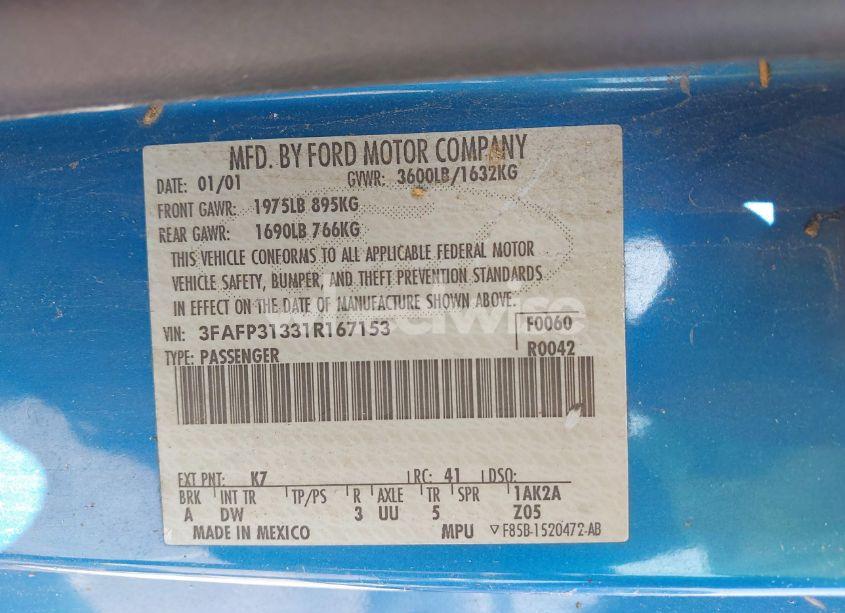 MFD. BY FORD MOTOR COMPANY
DATE: 01/01 GVWR: 3600LB/1632KG
FRONT GAWR: 1975LB 895KG
REAR GAWR: 1690LB 766KG
THIS VEHICLE CONFORMS TO ALL APPLICABLE FEDERAL MOTOR
VEHICLE SAFETY, BUMPER, AND THEFT PREVENTION STANDARDS
IN EFFECT ON THE DATE OF MANUFACTURE SHOWN ABOVE.
VIN: 3FAFP31331R167153 F0060
TYPE: PASSENGER R0042
EXT PNT: K7 RC: 41 DSO:
BRK INT TR TP/PS R AXLE TR SPR 1AK2A
A DW 3 UU 5 Z05
MADE IN MEXICO MPU F85B-1520472-AB